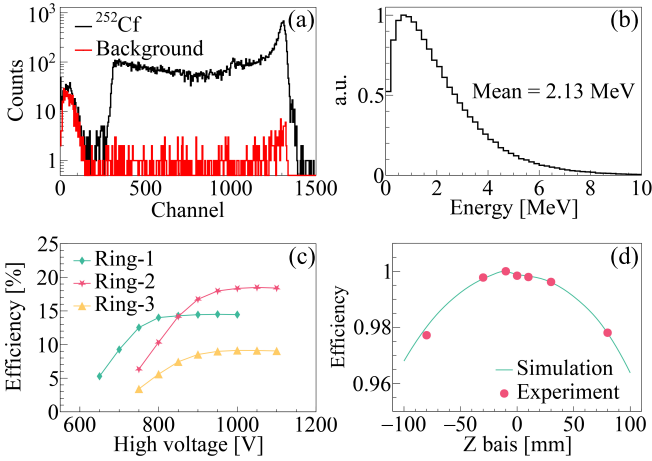 (a)
²⁵²Cf
Background
10³
10²
10
1
Counts
0 500 1000 1500
Channel
(b)
1
0.5
0
a.u.
Mean = 2.13 MeV
0 2 4 6 8 10
Energy [MeV]
(c)
Ring-1
Ring-2
Ring-3
25
20
15
10
5
0
Efficiency [%]
600 800 1000 1200
High voltage [V]
(d)
1
0.98
0.96
Efficiency
Simulation
Experiment
−100 −50 0 50 100
Z bais [mm]